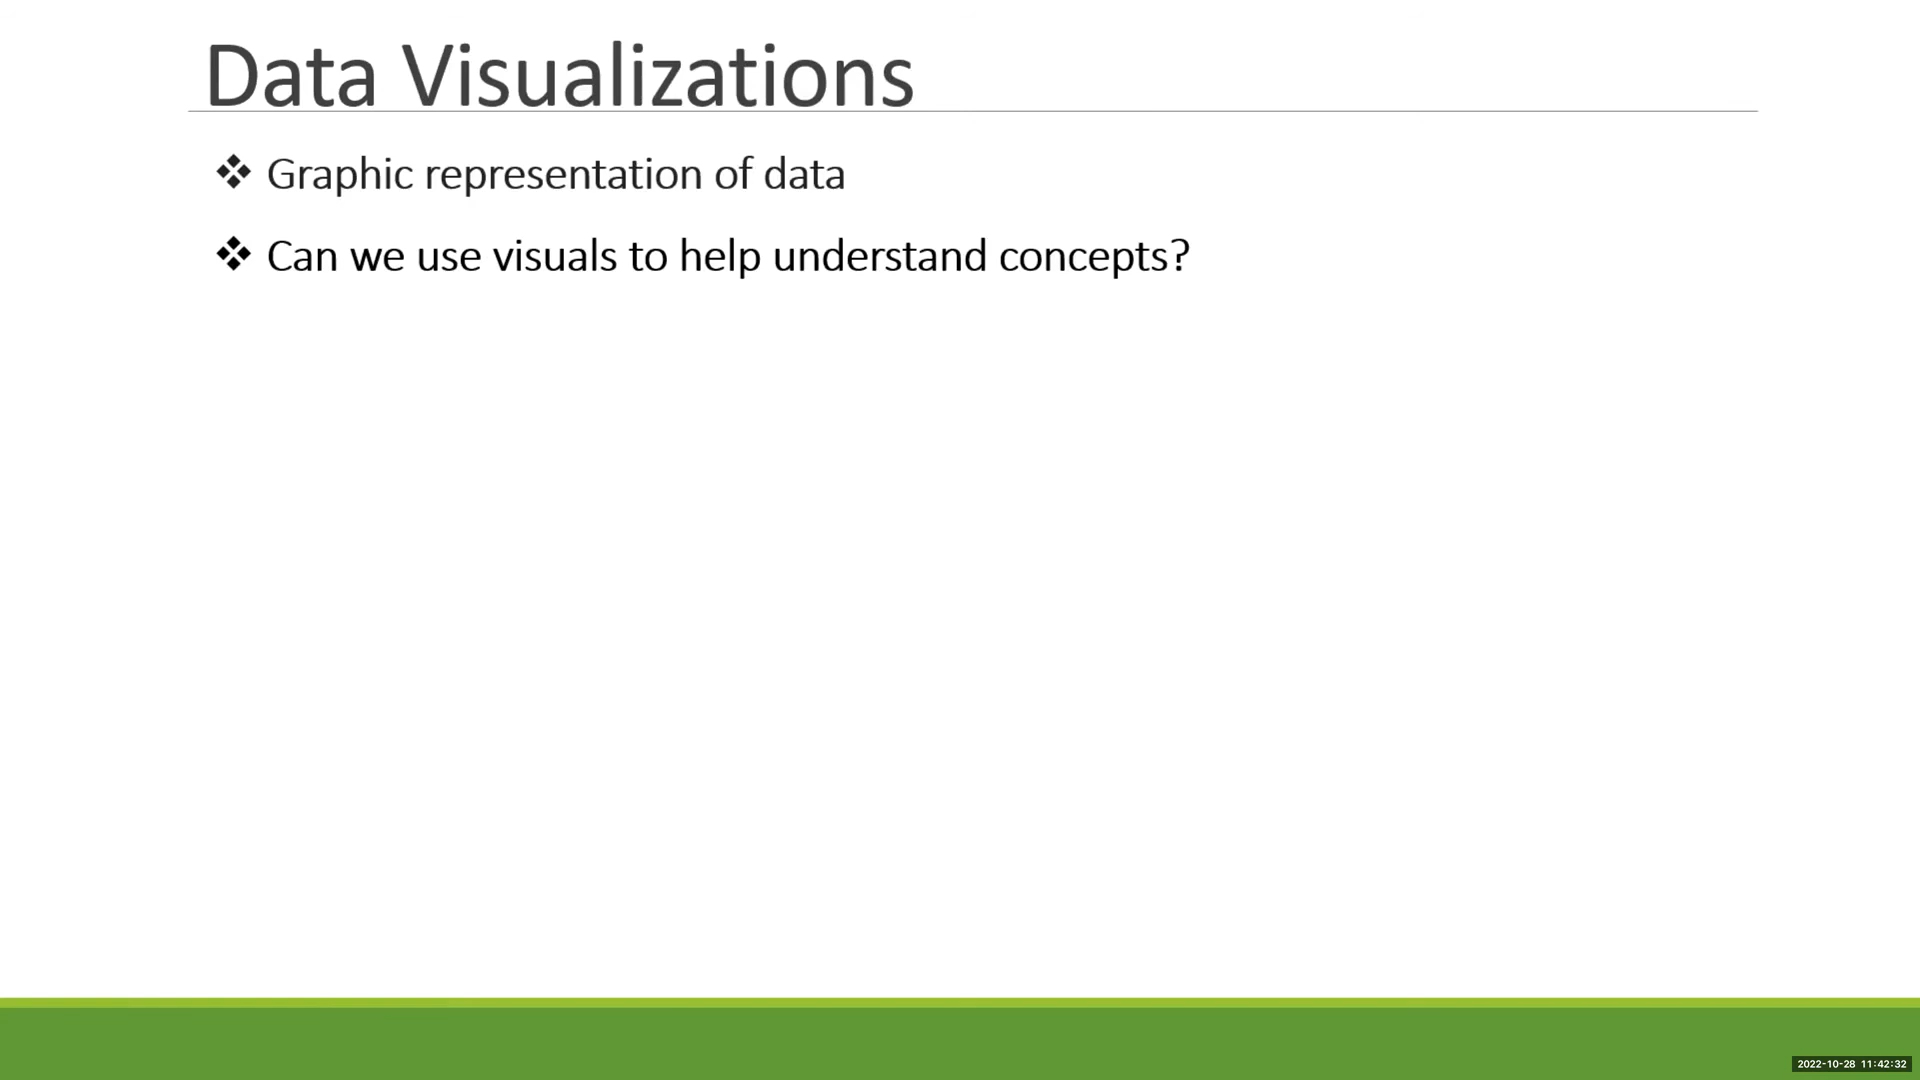 Data Visualizations
❖ Graphic representation of data
❖ Can we use visuals to help understand concepts?
2022-10-28 11:42:32